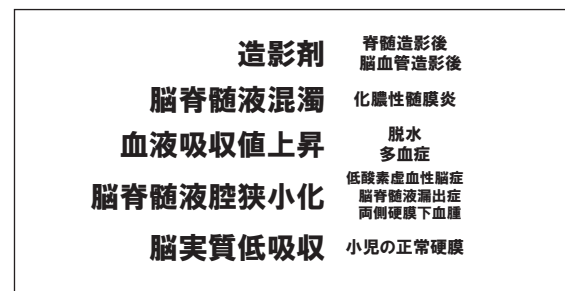 造影剤
脊髄造影後
脳血管造影後
脳脊髄液混濁
化膿性髄膜炎
血液吸収値上昇
脱水
多血症
脳脊髄液腔狭小化
低酸素虚血性脳症
脳脊髄液漏出症
両側硬膜下血腫
脳実質低吸収
小児の正常硬膜